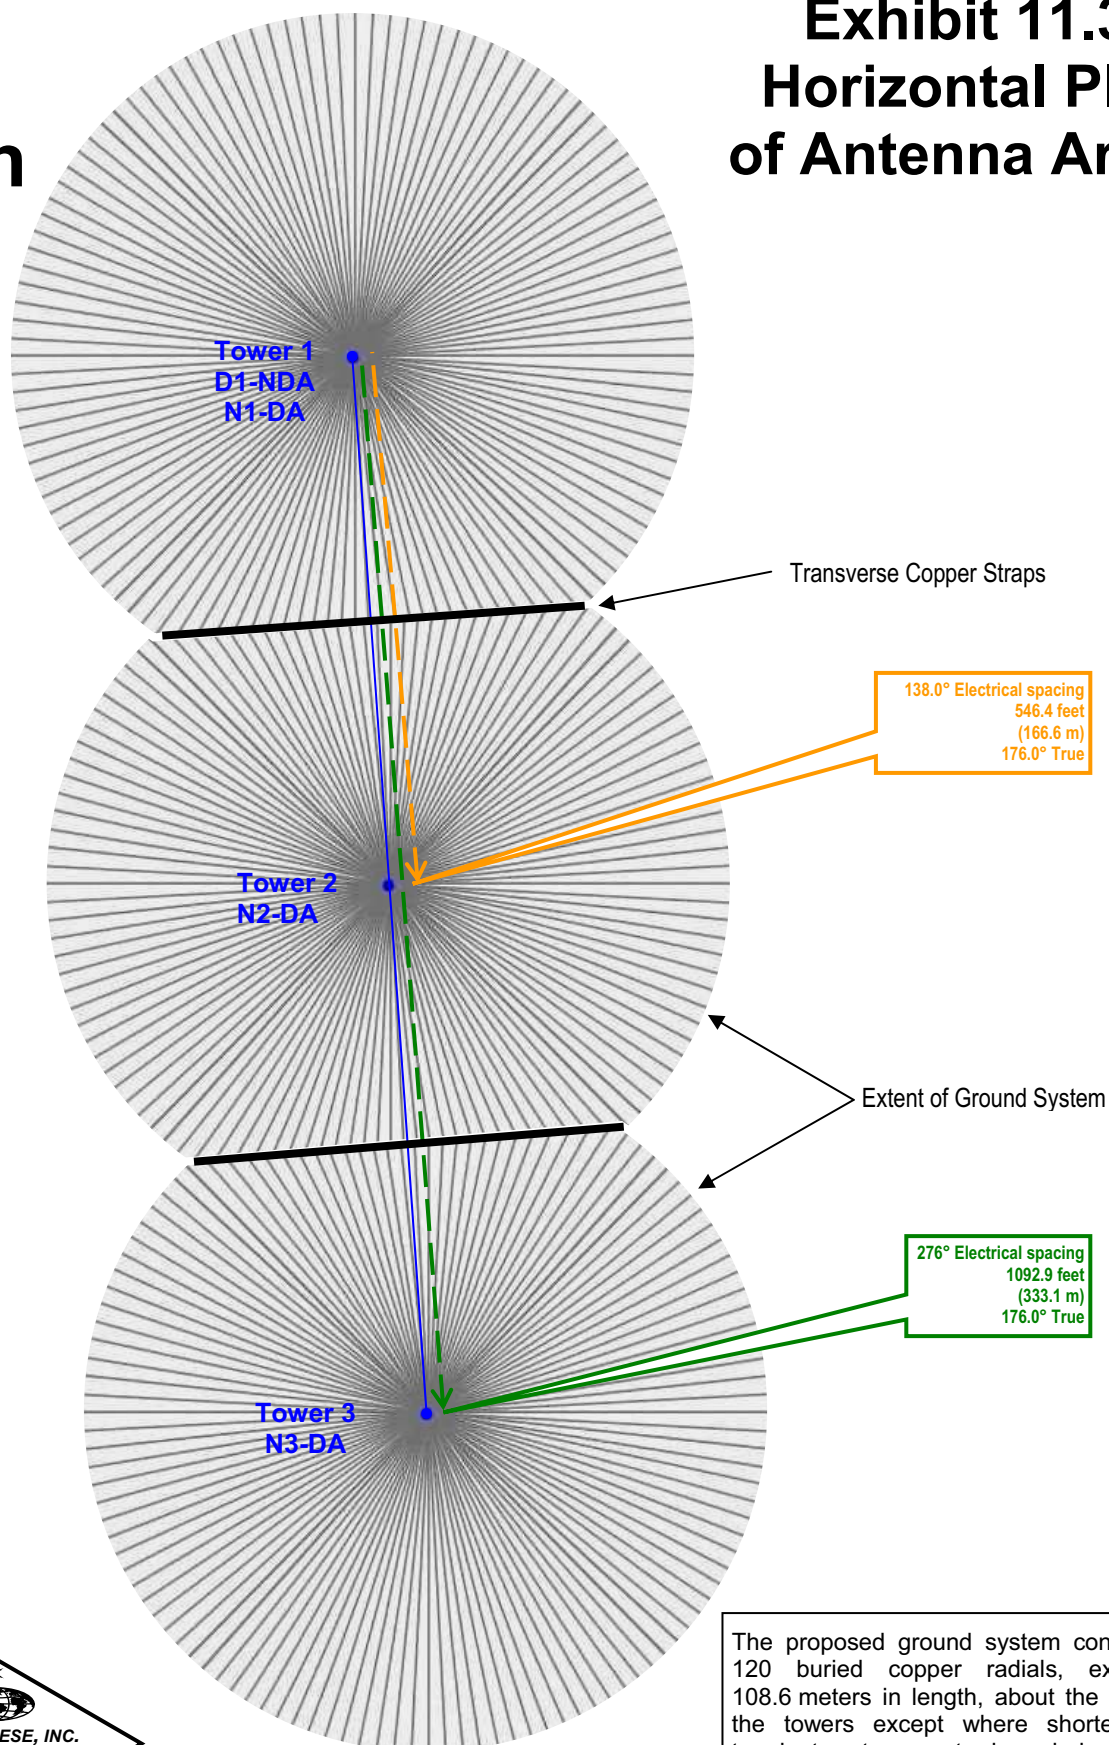 Exhibit 11.3
Horizontal Pl
of Antenna Ar
n
Tower 1
D1-NDA
N1-DA
Transverse Copper Straps
138.0° Electrical spacing
546.4 feet
(166.6 m)
176.0° True
Tower 2
N2-DA
Extent of Ground System
276° Electrical spacing
1092.9 feet
(333.1 m)
176.0° True
Tower 3
N3-DA
The proposed ground system con
120 buried copper radials, ex
108.6 meters in length, about the
the towers except where shorte
ESE, INC.